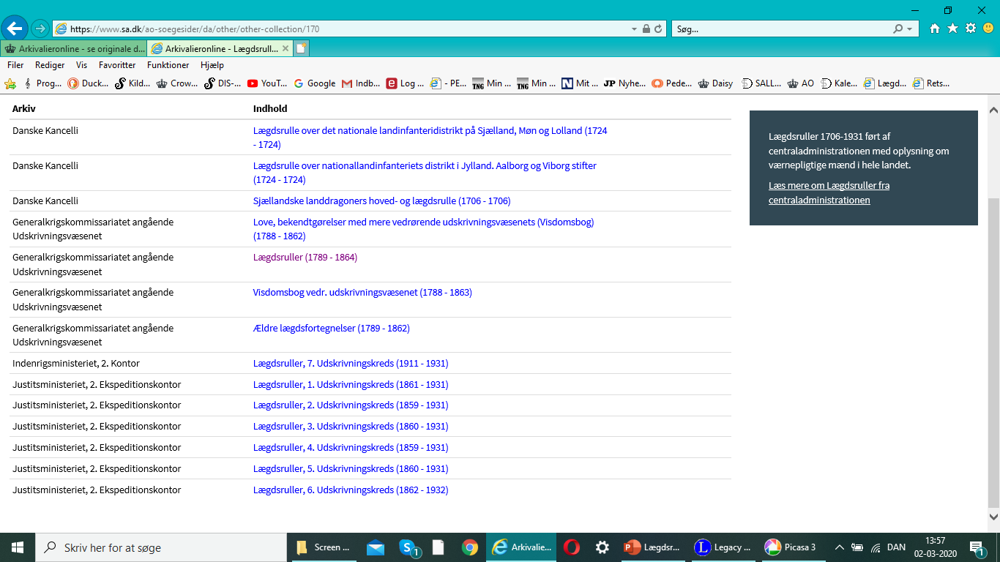 https://www.sa.dk/ao-soegesider/da/other/other-collection/170
Søg...
Arkivalieronline - se originale d...
Arkivalieronline - Lægdsrull...
Filer Rediger Vis Favoritter Funktioner Hjælp
Prog... Duck... Kild... Crow... DIS-... YouT... Google Indb... Log ... - PE... TNG Min ... TNG Min ... Mit ... JP Nyhe... Pede... Daisy SALL... AO Kale... Lægd... Rets...
Arkiv Indhold
Danske Kancelli Lægdsrulle over det nationale landinfanteridistrikt på Sjælland, Møn og Lolland (1724
- 1724)
Danske Kancelli Lægdsrulle over nationallandinfanteriets distrikt i Jylland. Aalborg og Viborg stifter
(1724 - 1724)
Danske Kancelli Sjællandske landdragoners hoved- og lægdsrulle (1706 - 1706)
Generalkrigskommissariatet angående Love, bekendtgørelser med mere vedrørende udskrivningsvæsenets (Visdomsbog)
Udskrivningsvæsenet (1788 - 1862)
Generalkrigskommissariatet angående Lægdsruller (1789 - 1864)
Udskrivningsvæsenet
Generalkrigskommissariatet angående Visdomsbog vedr. udskrivningsvæsenet (1788 - 1863)
Udskrivningsvæsenet
Generalkrigskommissariatet angående Ældre lægdsfortegnelser (1789 - 1862)
Udskrivningsvæsenet
Indenrigsministeriet, 2. Kontor Lægdsruller, 7. Udskrivningskreds (1911 - 1931)
Justitsministeriet, 2. Ekspeditionskontor Lægdsruller, 1. Udskrivningskreds (1861 - 1931)
Justitsministeriet, 2. Ekspeditionskontor Lægdsruller, 2. Udskrivningskreds (1859 - 1931)
Justitsministeriet, 2. Ekspeditionskontor Lægdsruller, 3. Udskrivningskreds (1860 - 1931)
Justitsministeriet, 2. Ekspeditionskontor Lægdsruller, 4. Udskrivningskreds (1859 - 1931)
Justitsministeriet, 2. Ekspeditionskontor Lægdsruller, 5. Udskrivningskreds (1860 - 1931)
Justitsministeriet, 2. Ekspeditionskontor Lægdsruller, 6. Udskrivningskreds (1862 - 1932)
Lægdsruller 1706-1931 ført af
centraladministrationen med oplysning om
værnepligtige mænd i hele landet.
Læs mere om Lægdsruller fra
centraladministrationen
Skriv her for at søge
Screen ...
1
Arkivalie...
Lægdsr...
Legacy ...
Picasa 3
DAN
13:57
02-03-2020
1